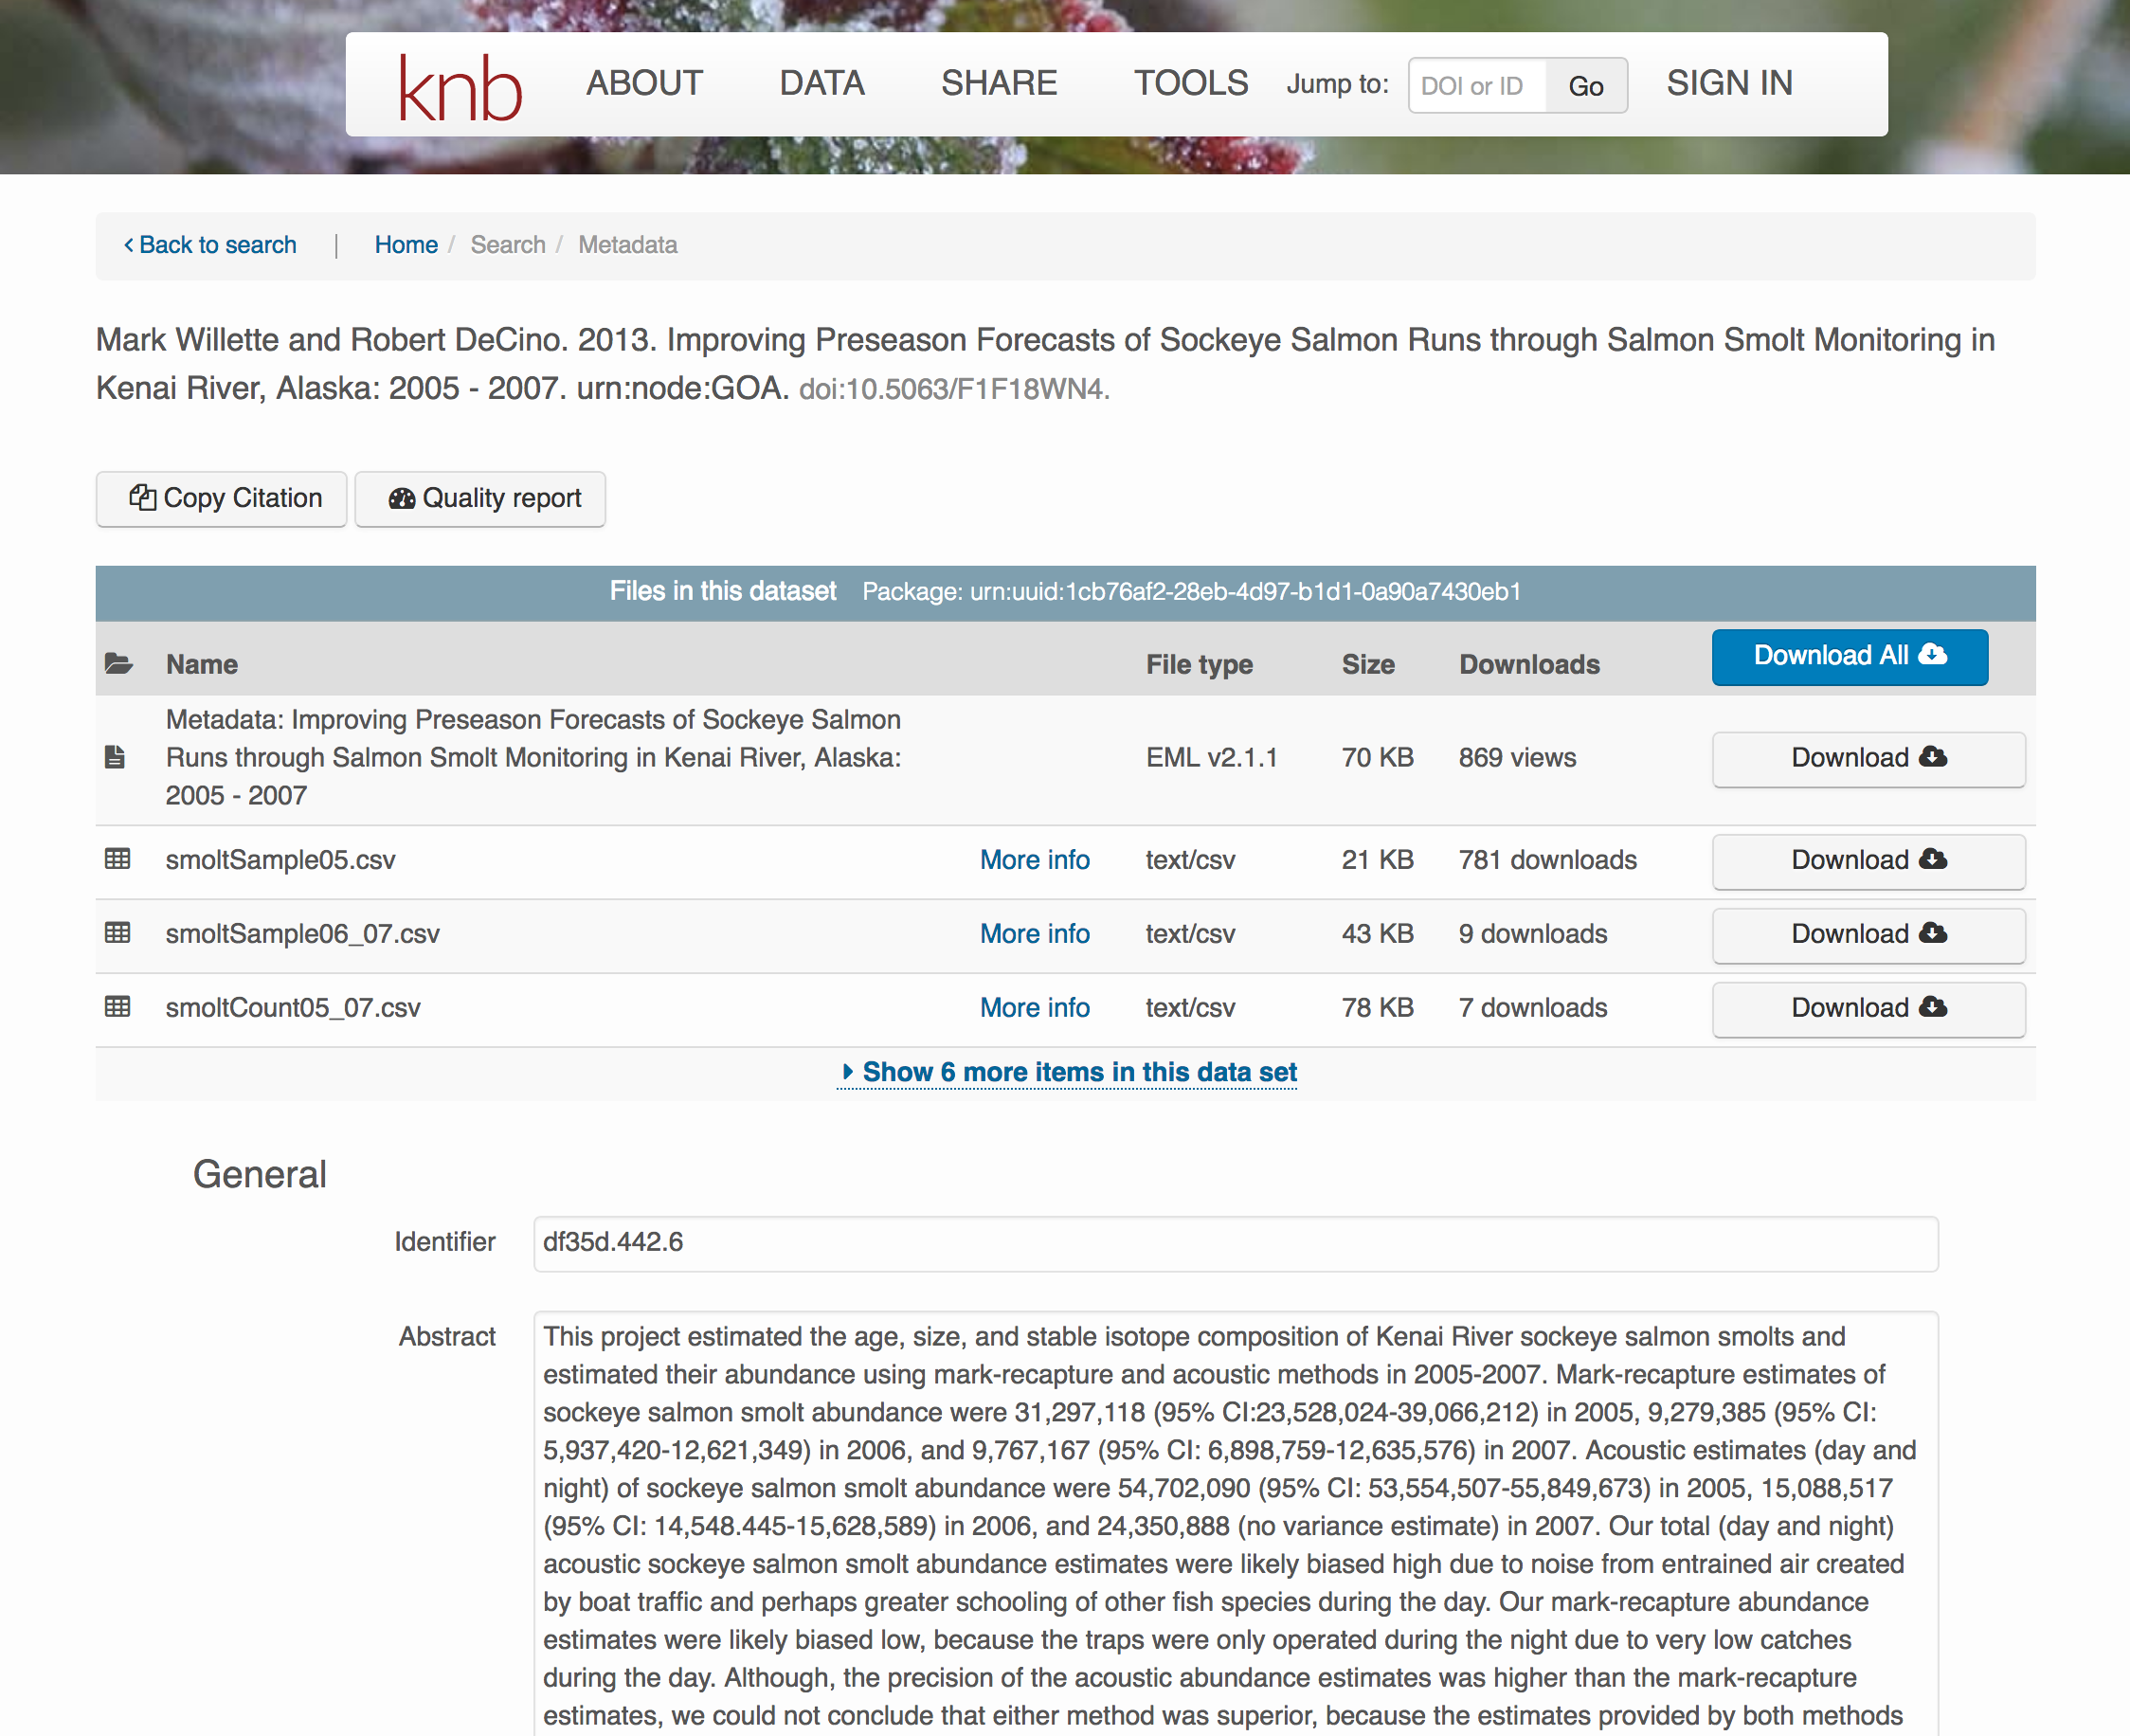 knb ABOUT DATA SHARE TOOLS Jump to: DOI or ID Go SIGN IN
Back to search | Home / Search / Metadata
Mark Willette and Robert DeCino. 2013. Improving Preseason Forecasts of Sockeye Salmon Runs through Salmon Smolt Monitoring in
Kenai River, Alaska: 2005 - 2007. urn:node:GOA. doi:10.5063/F1F18WN4.
Copy Citation Quality report
Files in this dataset Package: urn:uuid:1cb76af2-28eb-4d97-b1d1-0a90a7430eb1
Name File type Size Downloads Download All
Metadata: Improving Preseason Forecasts of Sockeye Salmon
Runs through Salmon Smolt Monitoring in Kenai River, Alaska: EML v2.1.1 70 KB 869 views Download
2005 - 2007
smoltSample05.csv More info text/csv 21 KB 781 downloads Download
smoltSample06_07.csv More info text/csv 43 KB 9 downloads Download
smoltCount05_07.csv More info text/csv 78 KB 7 downloads Download
Show 6 more items in this data set
General
Identifier df35d.442.6
Abstract This project estimated the age, size, and stable isotope composition of Kenai River sockeye salmon smolts and
estimated their abundance using mark-recapture and acoustic methods in 2005-2007. Mark-recapture estimates of
sockeye salmon smolt abundance were 31,297,118 (95% CI:23,528,024-39,066,212) in 2005, 9,279,385 (95% CI:
5,937,420-12,621,349) in 2006, and 9,767,167 (95% CI: 6,898,759-12,635,576) in 2007. Acoustic estimates (day and
night) of sockeye salmon smolt abundance were 54,702,090 (95% CI: 53,554,507-55,849,673) in 2005, 15,088,517
(95% CI: 14,548.445-15,628,589) in 2006, and 24,350,888 (no variance estimate) in 2007. Our total (day and night)
acoustic sockeye salmon smolt abundance estimates were likely biased high due to noise from entrained air created
by boat traffic and perhaps greater schooling of other fish species during the day. Our mark-recapture abundance
estimates were likely biased low, because the traps were only operated during the night due to very low catches
during the day. Although, the precision of the acoustic abundance estimates was higher than the mark-recapture
estimates, we could not conclude that either method was superior, because the estimates provided by both methods